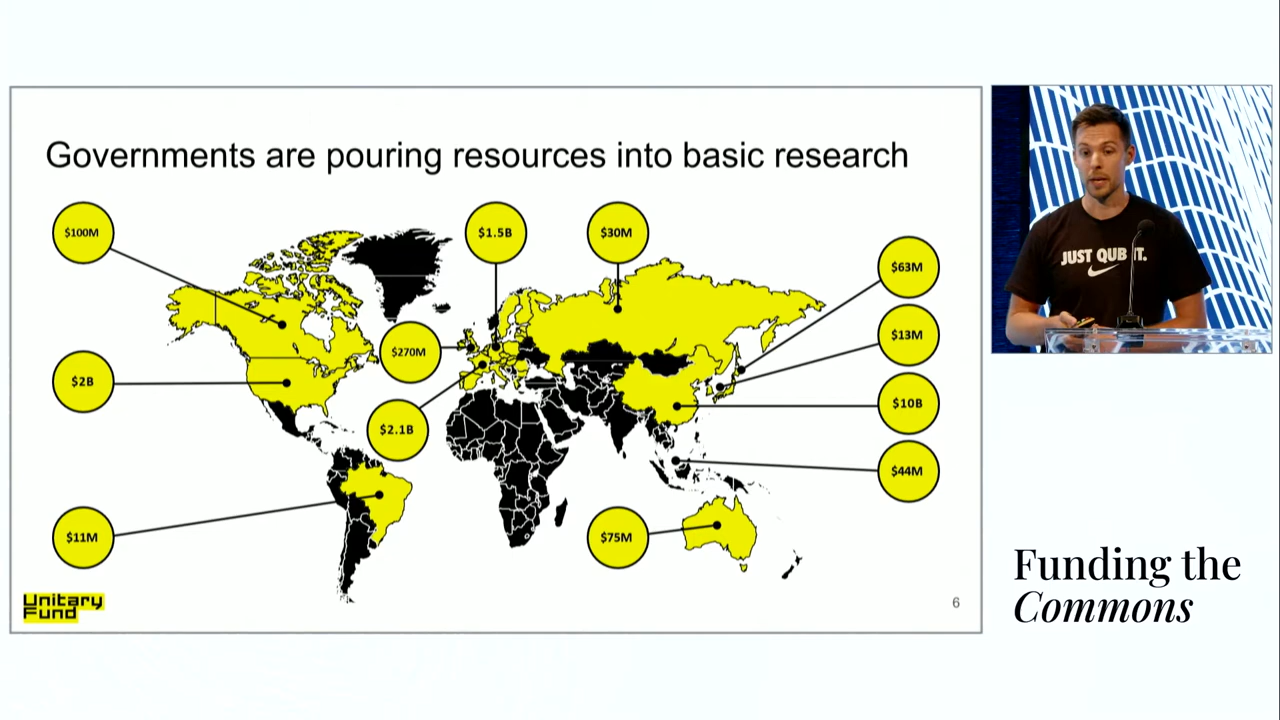 Governments are pouring resources into basic research
$100M
$1.5B
$30M
$63M
$270M
$13M
$2B
$10B
$2.1B
$44M
$11M
$75M
Unitary
Fund
6
JUST QUB IT.
Funding the
Commons